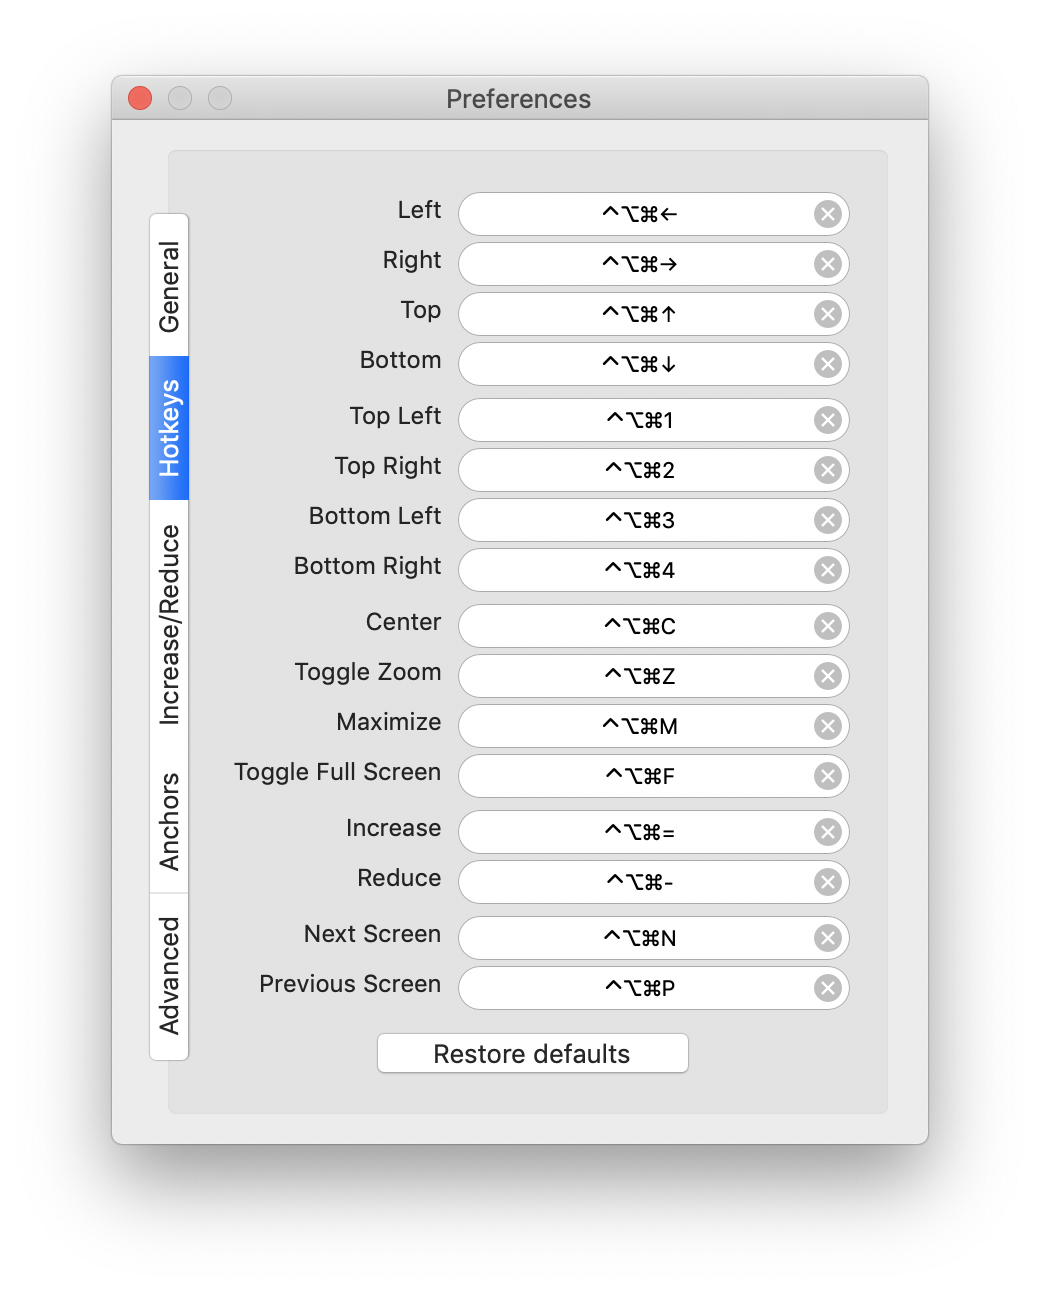 Preferences
General
Hotkeys
Increase/Reduce
Anchors
Advanced
Left ^⌥⌘←
Right ^⌥⌘→
Top ^⌥⌘↑
Bottom ^⌥⌘↓
Top Left ^⌥⌘1
Top Right ^⌥⌘2
Bottom Left ^⌥⌘3
Bottom Right ^⌥⌘4
Center ^⌥⌘C
Toggle Zoom ^⌥⌘Z
Maximize ^⌥⌘M
Toggle Full Screen ^⌥⌘F
Increase ^⌥⌘=
Reduce ^⌥⌘-
Next Screen ^⌥⌘N
Previous Screen ^⌥⌘P
Restore defaults